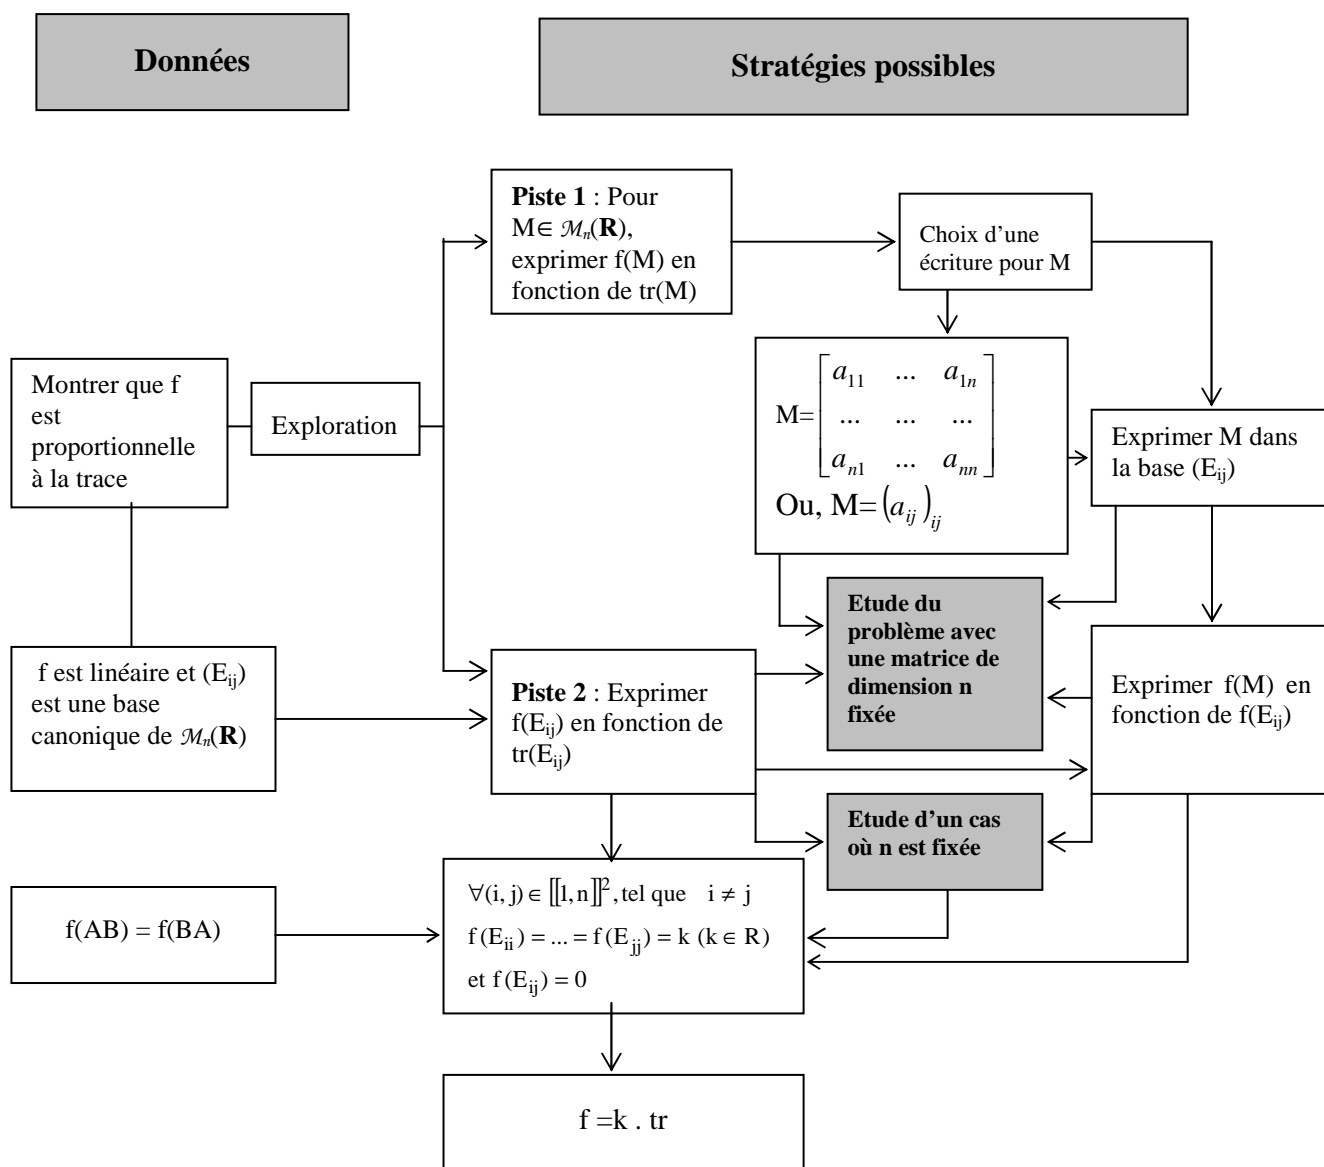 Données
Stratégies possibles
Piste 1 : Pour
M∈ ℳn(R),
exprimer f(M) en
fonction de tr(M)
Choix d’une
écriture pour M
Montrer que f
est
proportionnelle
à la trace
Exploration
a11 ... a1n
M= ... ... ...
an1 ... ann
Ou, M= (aij)ij
Exprimer M dans
la base (Eij)
Etude du
problème avec
une matrice de
dimension n
fixée
f est linéaire et (Eij)
est une base
canonique de ℳn(R)
Piste 2 : Exprimer
f(Eij) en fonction de
tr(Eij)
Exprimer f(M) en
fonction de f(Eij)
Etude d’un cas
où n est fixée
f(AB) = f(BA)
∀(i, j) ∈ [[1, n]]², tel que i ≠ j
f (Eii) = ... = f (Ejj) = k (k ∈ R)
et f (Eij) = 0
f =k . tr